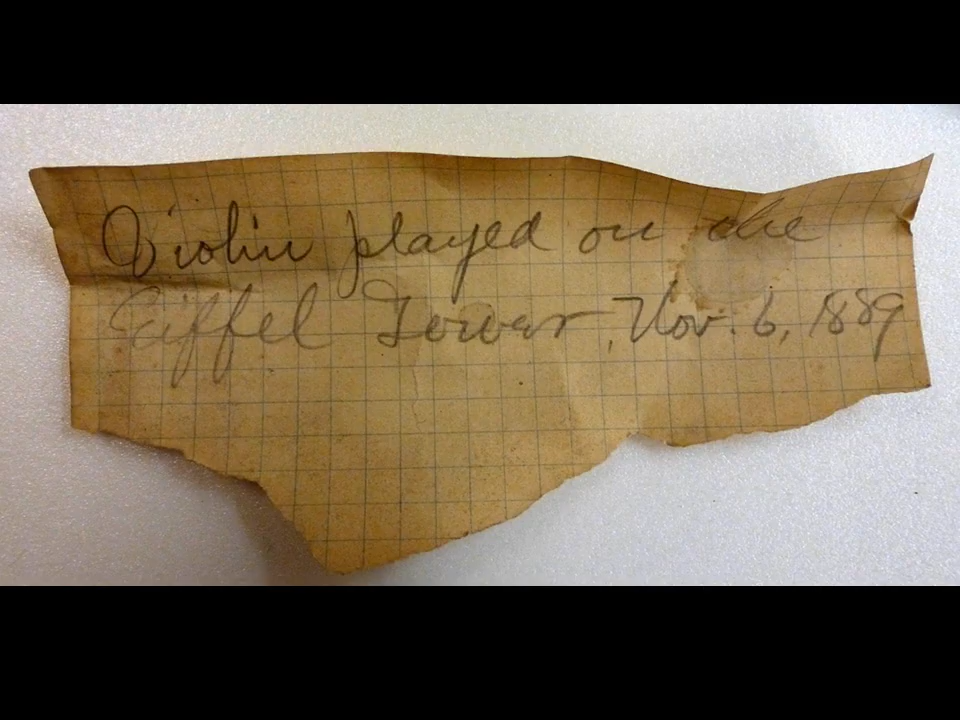 Violin played on the
Eiffel Tower, Nov. 6, 1889